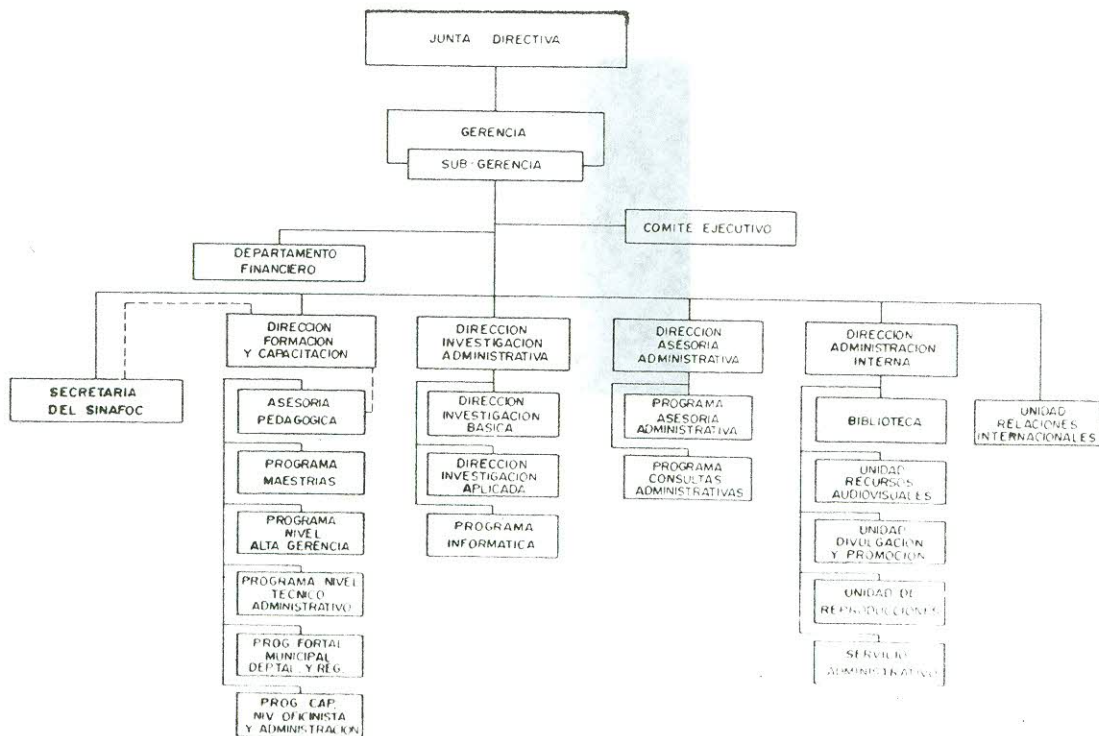 JUNTA DIRECTIVA
GERENCIA
SUB-GERENCIA
COMITE EJECUTIVO
DEPARTAMENTO
FINANCIERO
DIRECCION
FORMACION
Y CAPACITACION
DIRECCION
INVESTIGACION
ADMINISTRATIVA
DIRECCION
ASESORIA
ADMINISTRATIVA
DIRECCION
ADMINISTRACION
INTERNA
SECRETARIA
DEL SINAFOC
UNIDAD
RELACIONES
INTERNACIONALES
ASESORIA
PEDAGOGICA
PROGRAMA
MAESTRIAS
PROGRAMA
NIVEL
ALTA GERENCIA
PROGRAMA NIVEL
TECNICO
ADMINISTRATIVO
PROG FORTAL
MUNICIPAL
DEPTAL. Y REG.
PROG CAP.
NIV OFICINISTA
Y ADMINISTRACION
DIRECCION
INVESTIGACION
BASICA
DIRECCION
INVESTIGACION
APLICADA
PROGRAMA
INFORMATICA
PROGRAMA
ASESORIA
ADMINISTRATIVA
PROGRAMA
CONSULTAS
ADMINISTRATIVAS
BIBLIOTECA
UNIDAD
RECURSOS
AUDIOVISUALES
UNIDAD
DIVULGACION
Y PROMOCION
UNIDAD DE
REPRODUCCIONES
SERVICIO
ADMINISTRATIVO